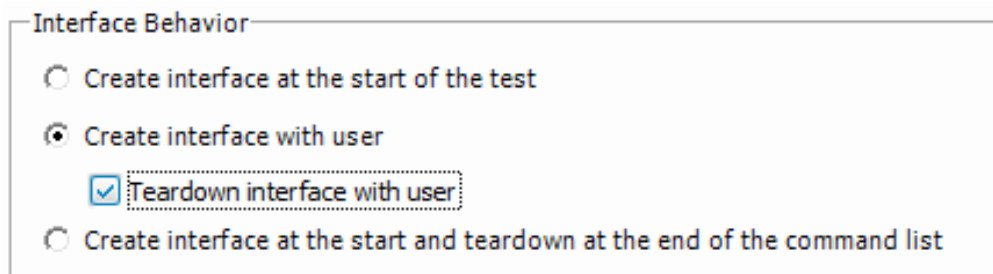 Interface Behavior
Create interface at the start of the test
Create interface with user
Teardown interface with user
Create interface at the start and teardown at the end of the command list